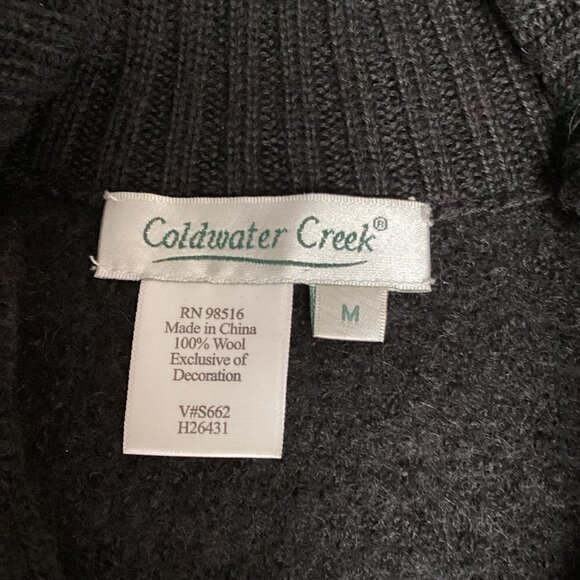 Coldwater Creek®
M
RN 98516
Made in China
100% Wool
Exclusive of
Decoration
V#S662
H26431